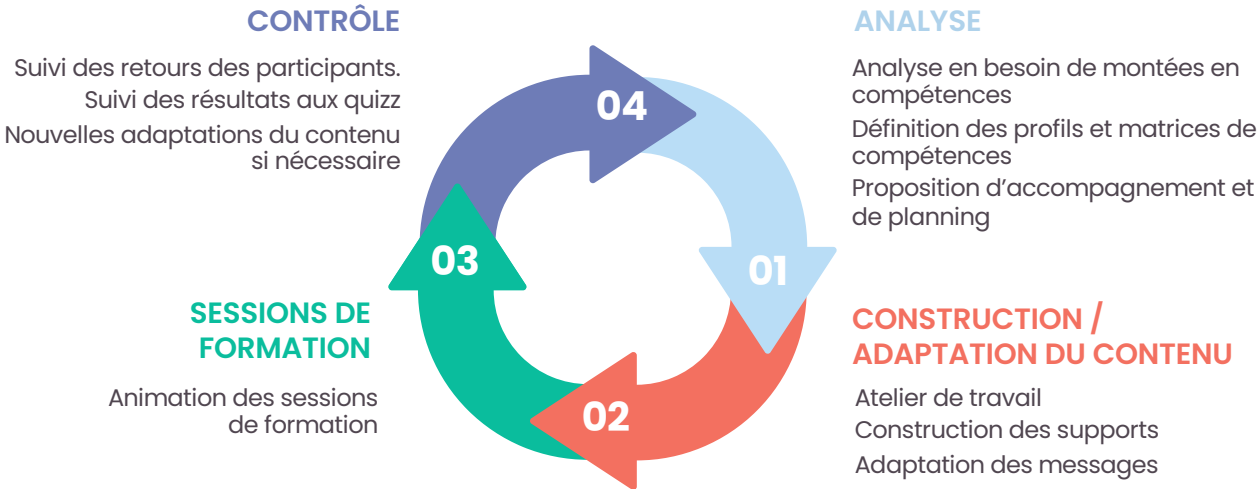 CONTRÔLE
Suivi des retours des participants.
Suivi des résultats aux quizz
Nouvelles adaptations du contenu
si nécessaire
04
ANALYSE
Analyse en besoin de montées en
compétences
Définition des profils et matrices de
compétences
Proposition d’accompagnement et
de planning
03
01
SESSIONS DE
FORMATION
Animation des sessions
de formation
02
CONSTRUCTION /
ADAPTATION DU CONTENU
Atelier de travail
Construction des supports
Adaptation des messages